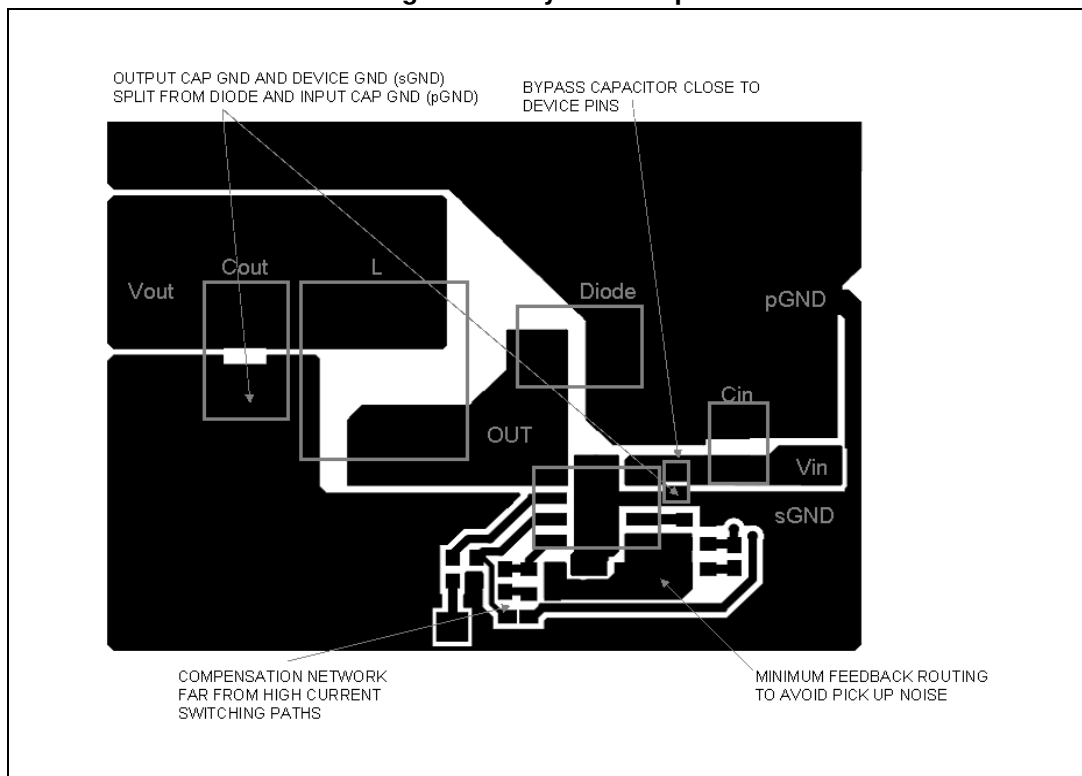 OUTPUT CAP GND AND DEVICE GND (sGND)
SPLIT FROM DIODE AND INPUT CAP GND (pGND)
BYPASS CAPACITOR CLOSE TO
DEVICE PINS
Cout
L
Vout
Diode
pGND
Cin
OUT
Vin
sGND
COMPENSATION NETWORK
FAR FROM HIGH CURRENT
SWITCHING PATHS
MINIMUM FEEDBACK ROUTING
TO AVOID PICK UP NOISE